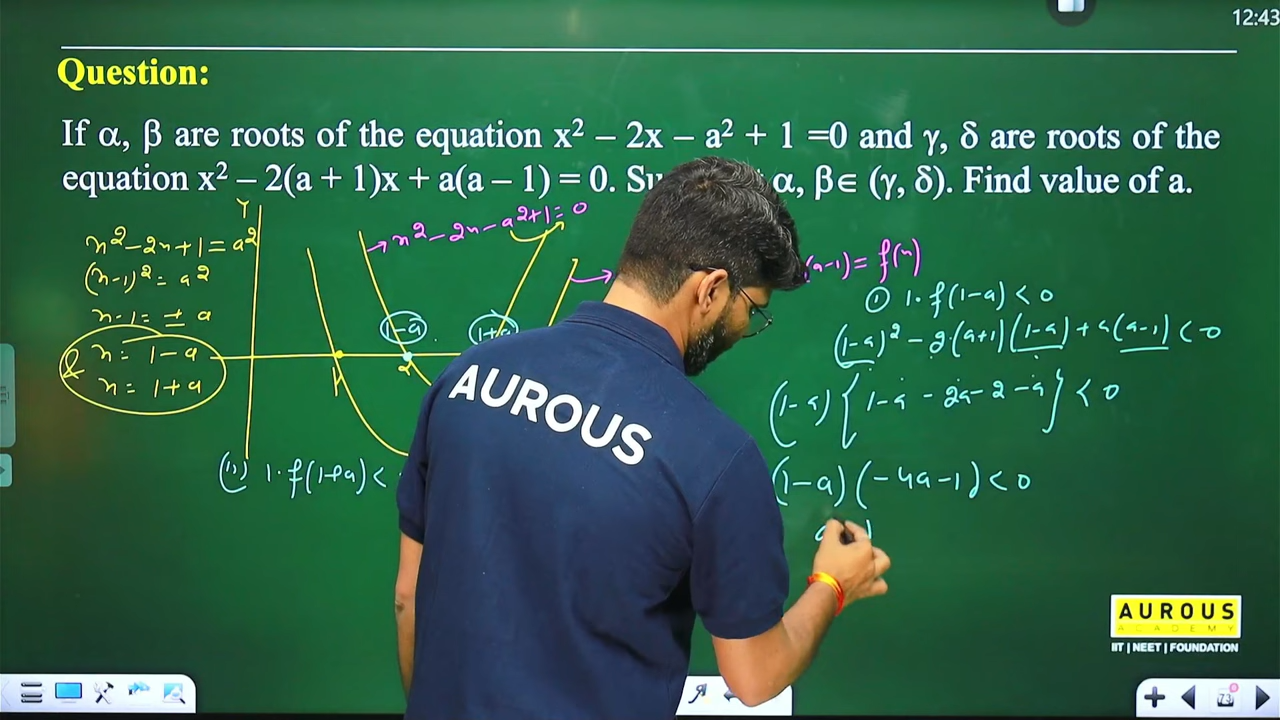 12:43
Question:
If α, β are roots of the equation x² – 2x – a² + 1 =0 and γ, δ are roots of the
equation x² – 2(a + 1)x + a(a – 1) = 0. α, β∈ (γ, δ). Find value of a.
Y
x²-2x+1=a²
(x-1)²=a²
x-1=±a
& x=1-a
x=1+a
→x²-2x-a²+1=0
1-a
1+a
(a-1)=f(x)
(i) 1·f(1-a)<0
(1-a)²-2(a+1)(1-a)+a(a-1)<0
(1-a){1-a-2a-2-a}<0
(1-a)(-4a-1)<0
(ii) 1·f(1+a)<
AUROUS
AUROUS
ACADEMY
IIT | NEET | FOUNDATION
73